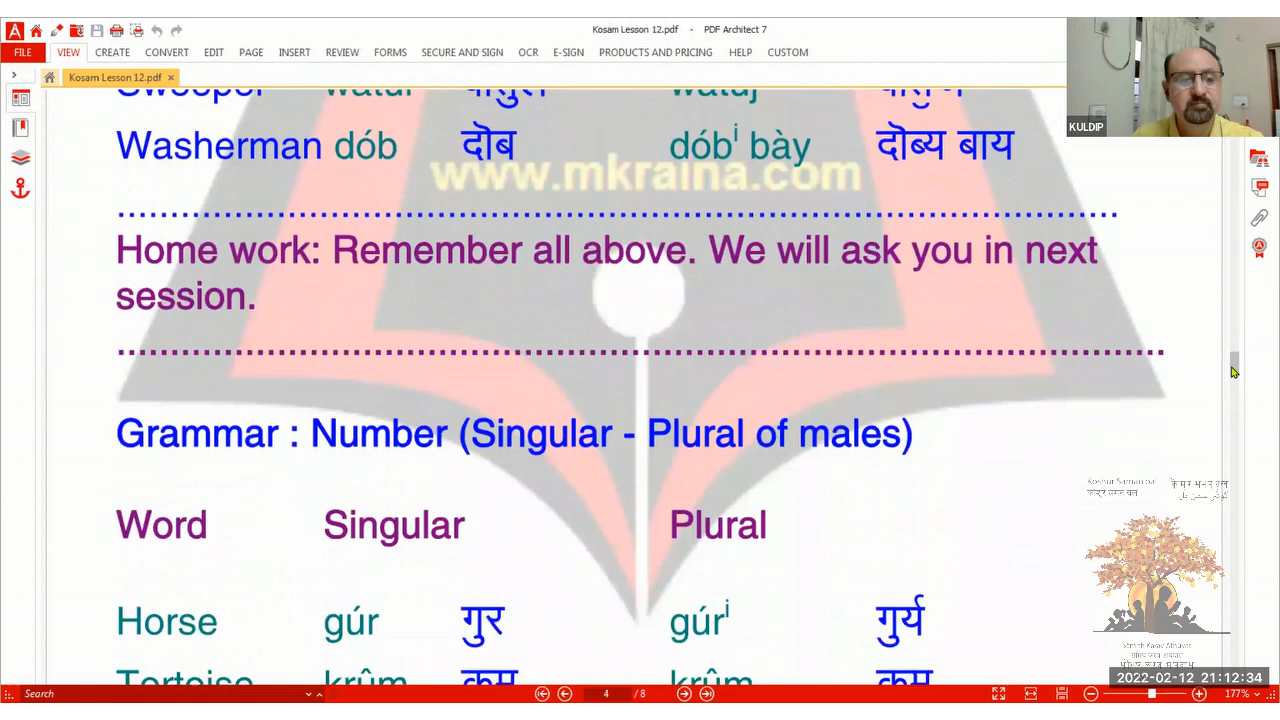 Kosam Lesson 12.pdf - PDF Architect 7
FILE VIEW CREATE CONVERT EDIT PAGE INSERT REVIEW FORMS SECURE AND SIGN OCR E-SIGN PRODUCTS AND PRICING HELP CUSTOM
Kosam Lesson 12.pdf
KULDIP
Washerman dób दॊब dóbⁱ bày दॊब्य बाय
www.mkraina.com
Home work: Remember all above. We will ask you in next
session.
Grammar : Number (Singular - Plural of males)
Word Singular Plural
Horse gúr गुर gúrⁱ गुर्य
Tortoise krûm krûm
2022-02-12 21:12:34
Search 4 / 8 177%